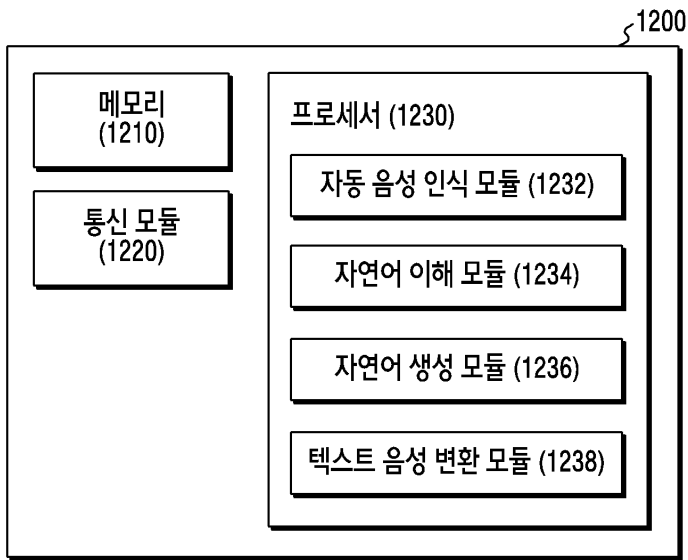 1200
메모리
(1210)
통신 모듈
(1220)
프로세서 (1230)
자동 음성 인식 모듈 (1232)
자연어 이해 모듈 (1234)
자연어 생성 모듈 (1236)
텍스트 음성 변환 모듈 (1238)